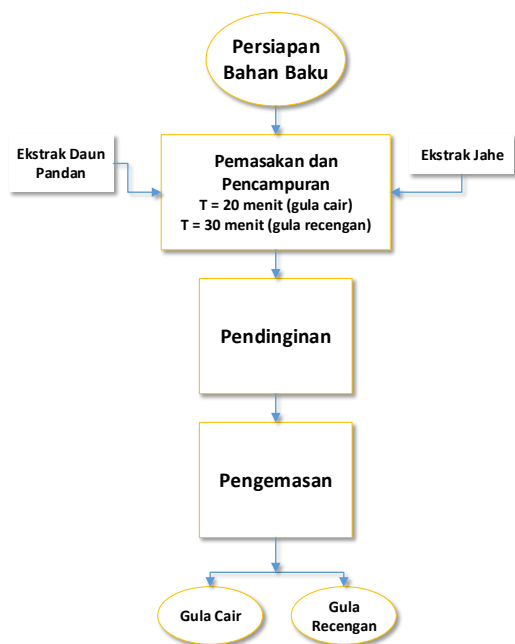 Persiapan
Bahan Baku
Ekstrak Daun
Pandan
Pemasakan dan
Pencampuran
T = 20 menit (gula cair)
T = 30 menit (gula recengan)
Ekstrak Jahe
Pendinginan
Pengemasan
Gula Cair
Gula
Recengan